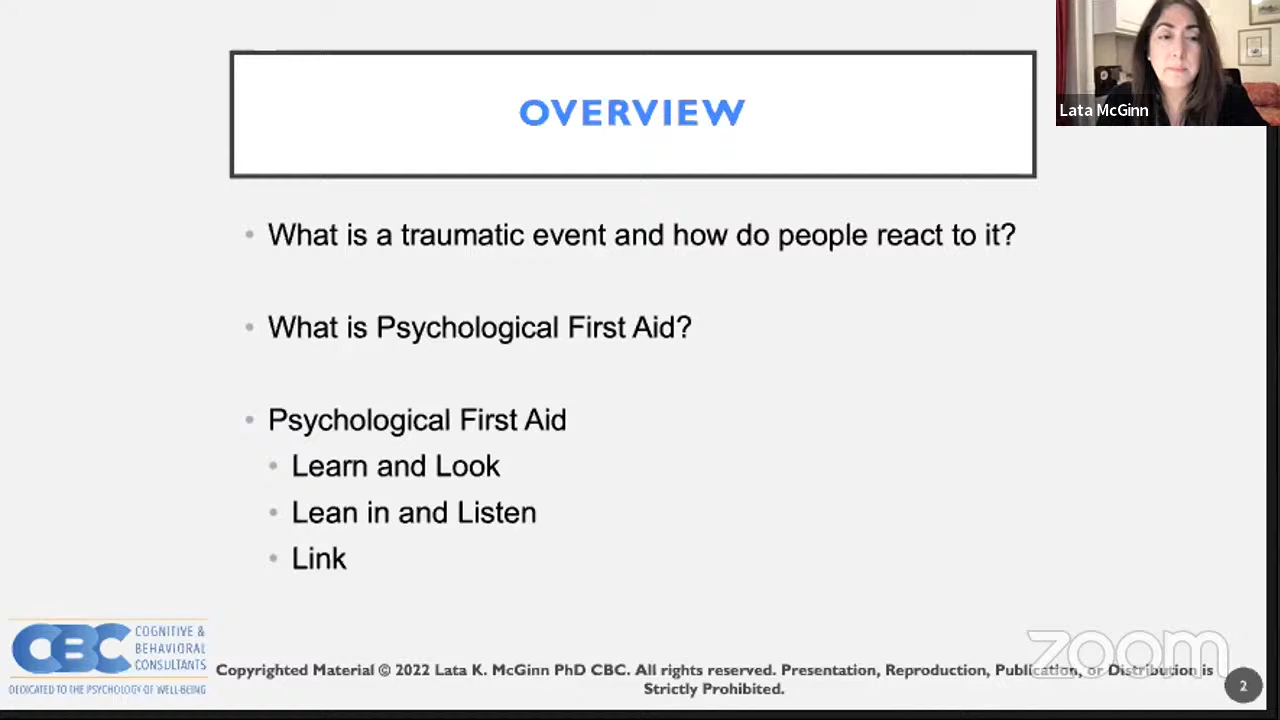 OVERVIEW
Lata McGinn
What is a traumatic event and how do people react to it?
What is Psychological First Aid?
Psychological First Aid
Learn and Look
Lean in and Listen
Link
CBC
COGNITIVE &
BEHAVIORAL
CONSULTANTS
DEDICATED TO THE PSYCHOLOGY OF WELL-BEING
Copyrighted Material © 2022 Lata K. McGinn PhD CBC. All rights reserved. Presentation, Reproduction, Publication, or Distribution is
Strictly Prohibited.
zoom
2